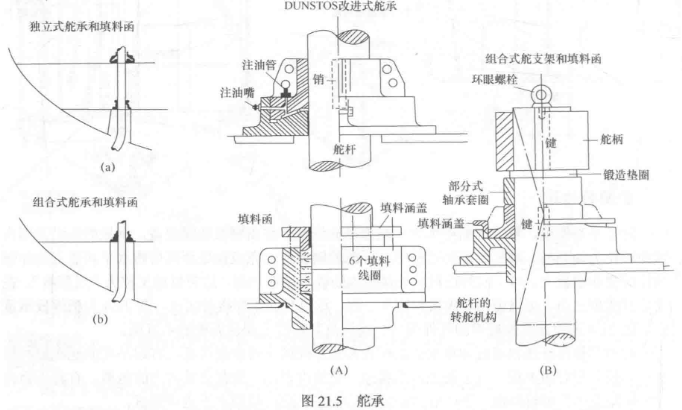 DUNSTOS改进式舵承
独立式舵承和填料函
(a)
组合式舵承和填料函
(b)
注油管
注油嘴
销
舵杆
填料函
填料涵盖
6个填料
线圈
(A)
组合式舵支架和填料函
环眼螺栓
键
舵柄
锻造垫圈
部分式
轴承套圈
填料涵盖
键
舵杆的
转舵机构
(B)
图 21.5 舵承